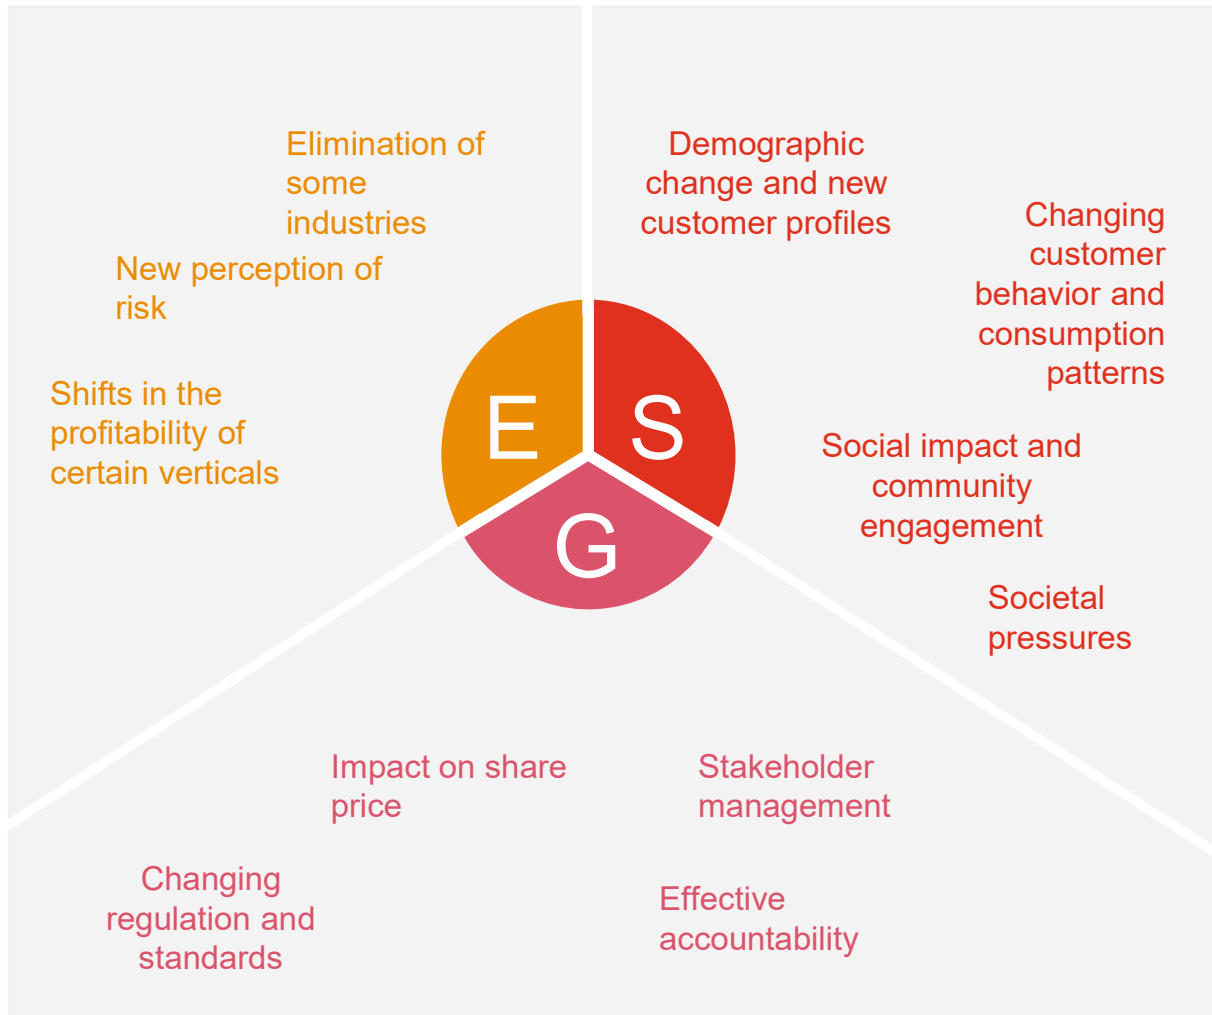 Elimination of
some
industries
New perception of
risk
Shifts in the
profitability of
certain verticals
Demographic
change and new
customer profiles
Changing
customer
behavior and
consumption
patterns
Social impact and
community
engagement
Societal
pressures
E
S
G
Impact on share
price
Stakeholder
management
Changing
regulation and
standards
Effective
accountability